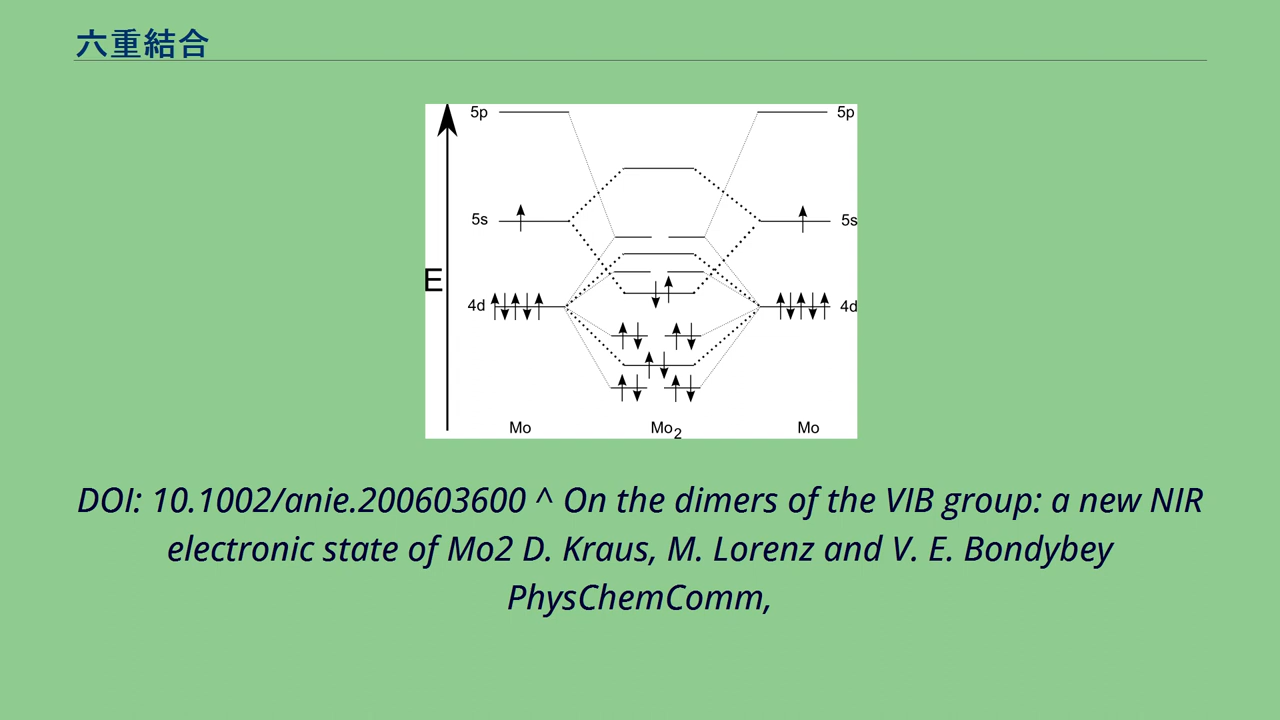 六重結合
5p 5p
5s 5s
E
4d 4d
Mo Mo2 Mo
DOI: 10.1002/anie.200603600 ^ On the dimers of the VIB group: a new NIR
electronic state of Mo2 D. Kraus, M. Lorenz and V. E. Bondybey
PhysChemComm,